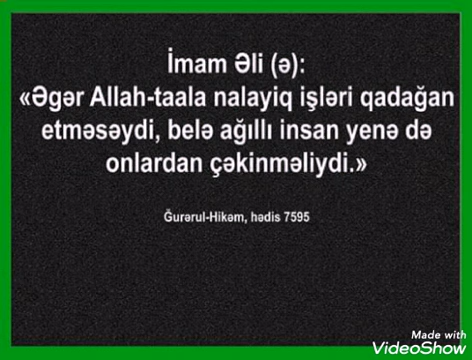 İmam Əli (ə):
«Əgər Allah-taala nalayiq işləri qadağan
etməsəydi, belə ağıllı insan yenə də
onlardan çəkinməliydi.»
Ğurərul-Hikəm, hədis 7595
Made with
VideoShow